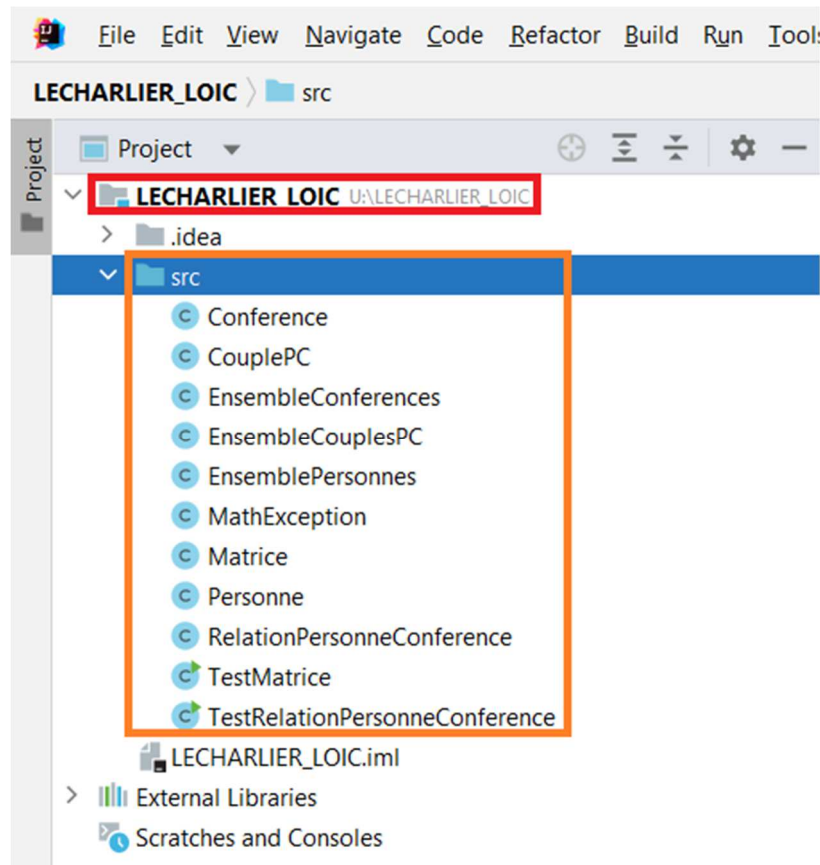 File Edit View Navigate Code Refactor Build Run Tools
LECHARLIER_LOIC src
Project
Project
LECHARLIER_LOIC U:\LECHARLIER_LOIC
.idea
src
C Conference
C CouplePC
C EnsembleConferences
C EnsembleCouplesPC
C EnsemblePersonnes
C MathException
C Matrice
C Personne
C RelationPersonneConference
C TestMatrice
C TestRelationPersonneConference
LECHARLIER_LOIC.iml
External Libraries
Scratches and Consoles